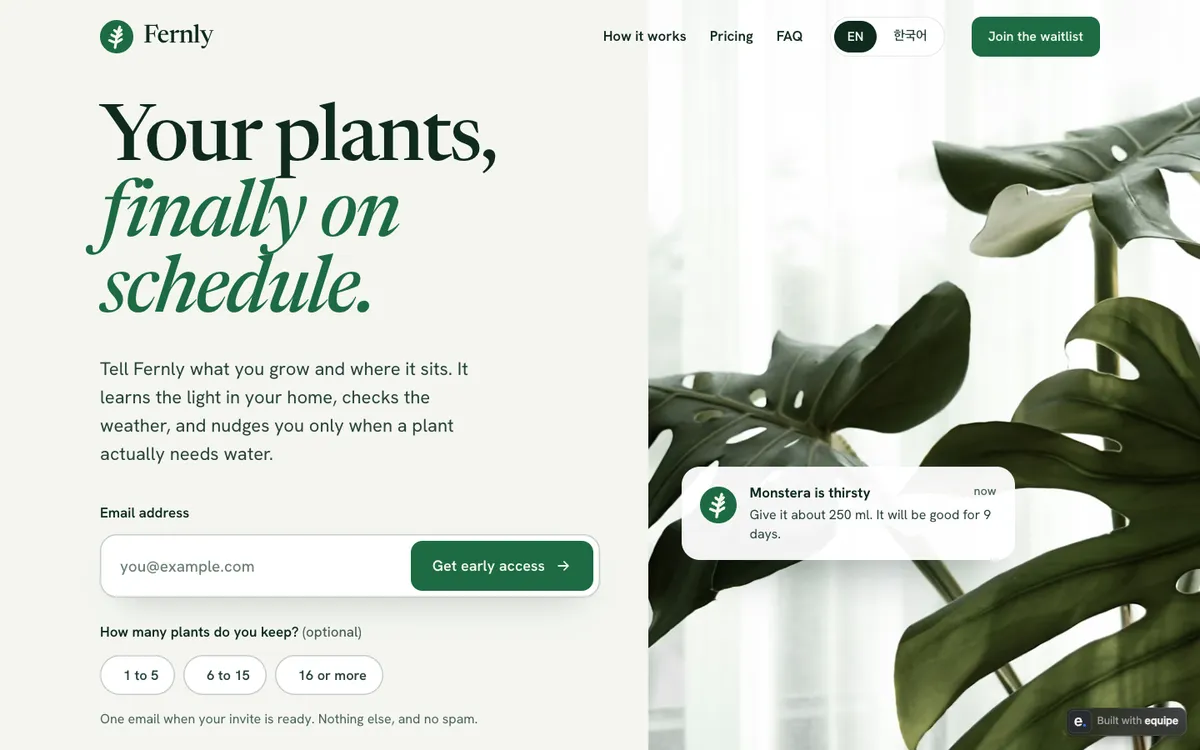 Fernly
How it works
Pricing
FAQ
EN
한국어
Join the waitlist
Your plants,
finally on
schedule.
Tell Fernly what you grow and where it sits. It
learns the light in your home, checks the
weather, and nudges you only when a plant
actually needs water.
Email address
you@example.com
Get early access →
How many plants do you keep? (optional)
1 to 5
6 to 15
16 or more
One email when your invite is ready. Nothing else, and no spam.
Monstera is thirsty
now
Give it about 250 ml. It will be good for 9
days.
e. Built with equipe